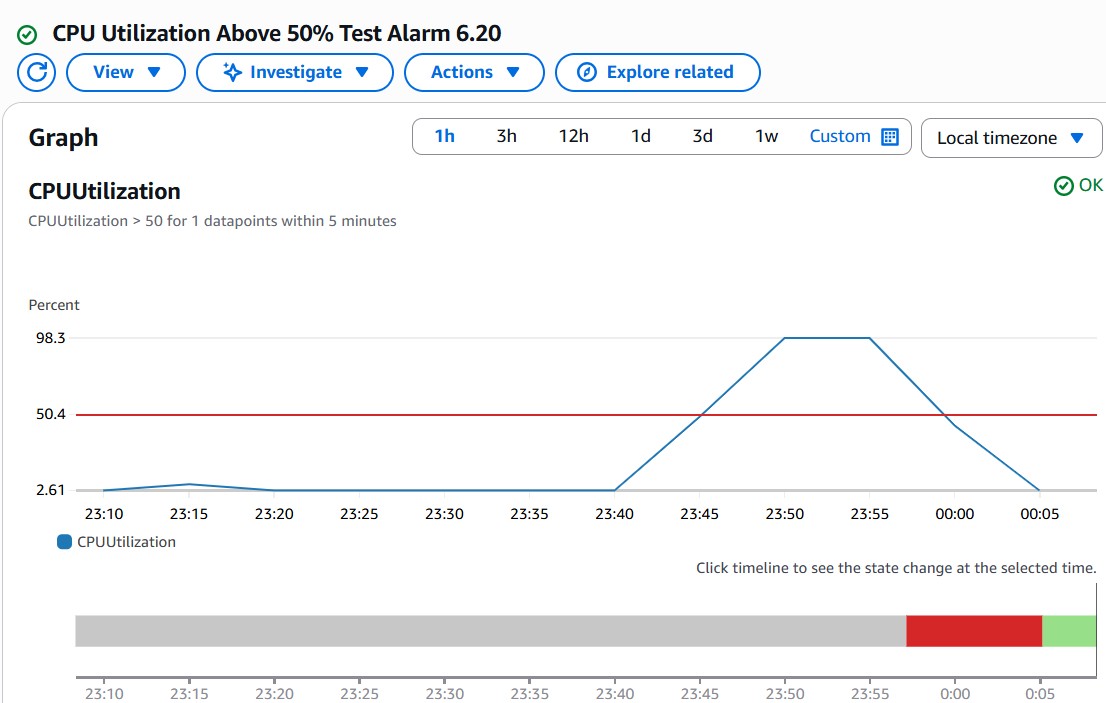 CPU Utilization Above 50% Test Alarm 6.20
View Investigate Actions Explore related
Graph 1h 3h 12h 1d 3d 1w Custom Local timezone
CPUUtilization OK
CPUUtilization > 50 for 1 datapoints within 5 minutes
Percent
98.3
50.4
2.61
23:10 23:15 23:20 23:25 23:30 23:35 23:40 23:45 23:50 23:55 00:00 00:05
CPUUtilization
Click timeline to see the state change at the selected time.
23:10 23:15 23:20 23:25 23:30 23:35 23:40 23:45 23:50 23:55 0:00 0:05